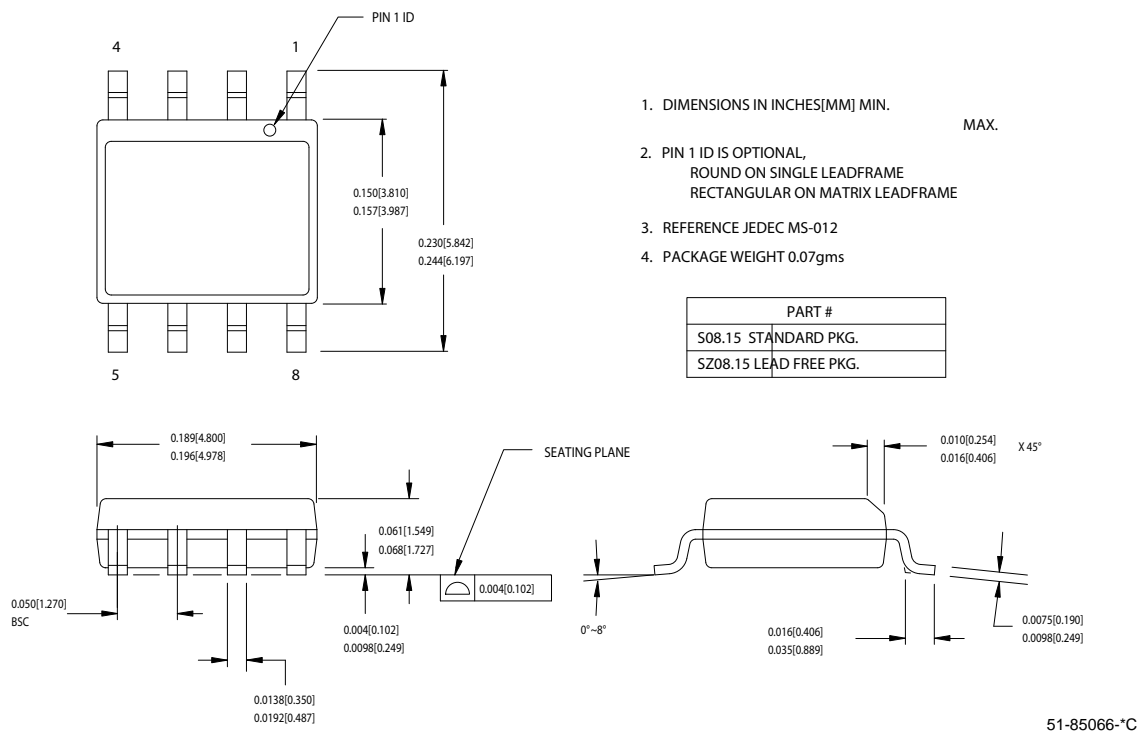 PIN 1 ID
4
1
1. DIMENSIONS IN INCHES[MM] MIN.
MAX.
2. PIN 1 ID IS OPTIONAL,
ROUND ON SINGLE LEADFRAME
RECTANGULAR ON MATRIX LEADFRAME
3. REFERENCE JEDEC MS-012
4. PACKAGE WEIGHT 0.07gms
0.150[3.810]
0.157[3.987]
0.230[5.842]
0.244[6.197]
PART #
S08.15 STANDARD PKG.
SZ08.15 LEAD FREE PKG.
5
8
0.189[4.800]
0.196[4.978]
SEATING PLANE
0.010[0.254]
0.016[0.406]
X 45°
0.061[1.549]
0.068[1.727]
0.004[0.102]
0.050[1.270]
BSC
0.004[0.102]
0.0098[0.249]
0°~8°
0.016[0.406]
0.035[0.889]
0.0075[0.190]
0.0098[0.249]
0.0138[0.350]
0.0192[0.487]
51-85066-*C